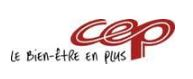 cep
LE BIEN-ÊTRE EN PLUS